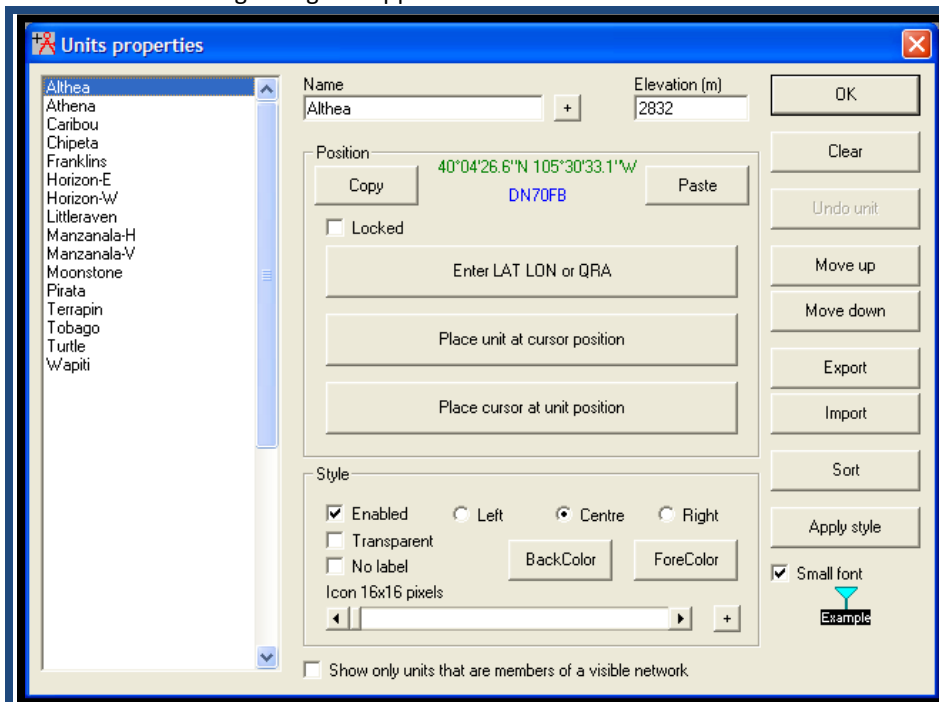 Units properties
Althea
Athena
Caribou
Chipeta
Franklins
Horizon-E
Horizon-W
Littleraven
Manzanala-H
Manzanala-V
Moonstone
Pirata
Terrapin
Tobago
Turtle
Wapiti
Name
Elevation (m)
Althea
+
2832
Position
40°04'26.6''N 105°30'33.1''W
Copy
DN70FB
Paste
Locked
Enter LAT LON or QRA
Place unit at cursor position
Place cursor at unit position
Style
Enabled
Left
Centre
Right
Transparent
No label
BackColor
ForeColor
Icon 16x16 pixels
+
Show only units that are members of a visible network
OK
Clear
Undo unit
Move up
Move down
Export
Import
Sort
Apply style
Small font
Example